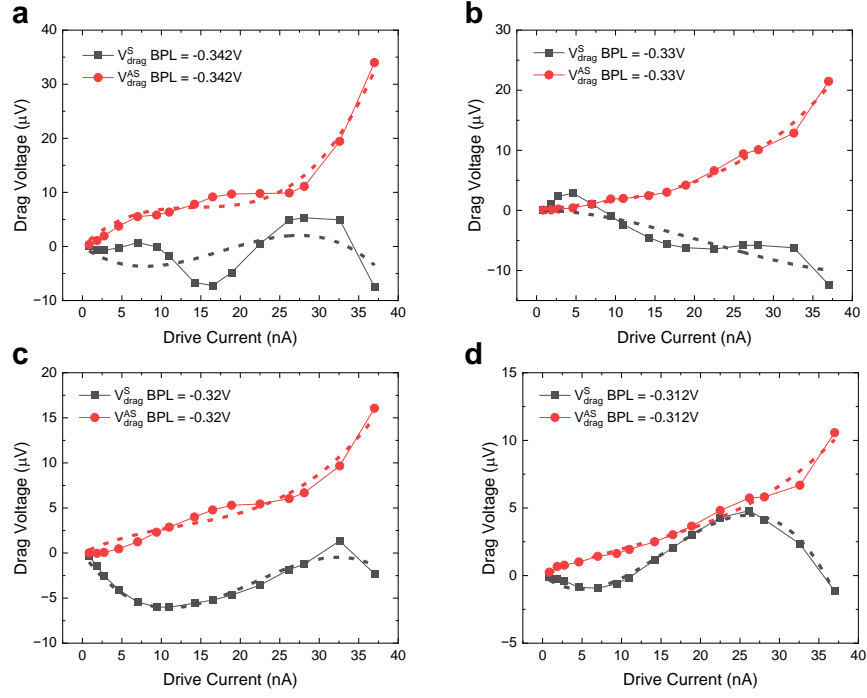 a
V^S_drag BPL = -0.342V
V^AS_drag BPL = -0.342V
Drag Voltage (μV)
40
30
20
10
0
−10
0 5 10 15 20 25 30 35 40
Drive Current (nA)
b
V^S_drag BPL = -0.33V
V^AS_drag BPL = -0.33V
Drag Voltage (μV)
30
20
10
0
−10
0 5 10 15 20 25 30 35 40
Drive Current (nA)
c
V^S_drag BPL = -0.32V
V^AS_drag BPL = -0.32V
Drag Voltage (μV)
20
15
10
5
0
−5
−10
0 5 10 15 20 25 30 35 40
Drive Current (nA)
d
V^S_drag BPL = -0.312V
V^AS_drag BPL = -0.312V
Drag Voltage (μV)
15
10
5
0
−5
0 5 10 15 20 25 30 35 40
Drive Current (nA)